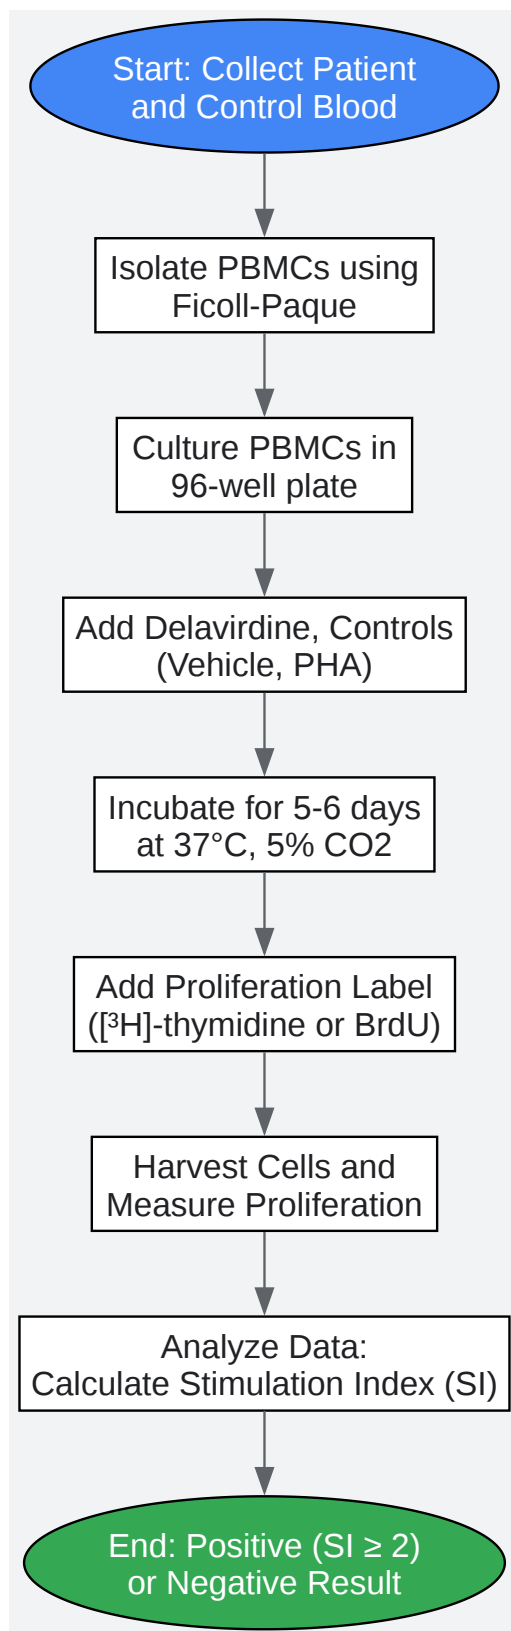 Start: Collect Patient
and Control Blood
Isolate PBMCs using
Ficoll-Paque
Culture PBMCs in
96-well plate
Add Delavirdine, Controls
(Vehicle, PHA)
Incubate for 5-6 days
at 37°C, 5% CO2
Add Proliferation Label
([³H]-thymidine or BrdU)
Harvest Cells and
Measure Proliferation
Analyze Data:
Calculate Stimulation Index (SI)
End: Positive (SI ≥ 2)
or Negative Result